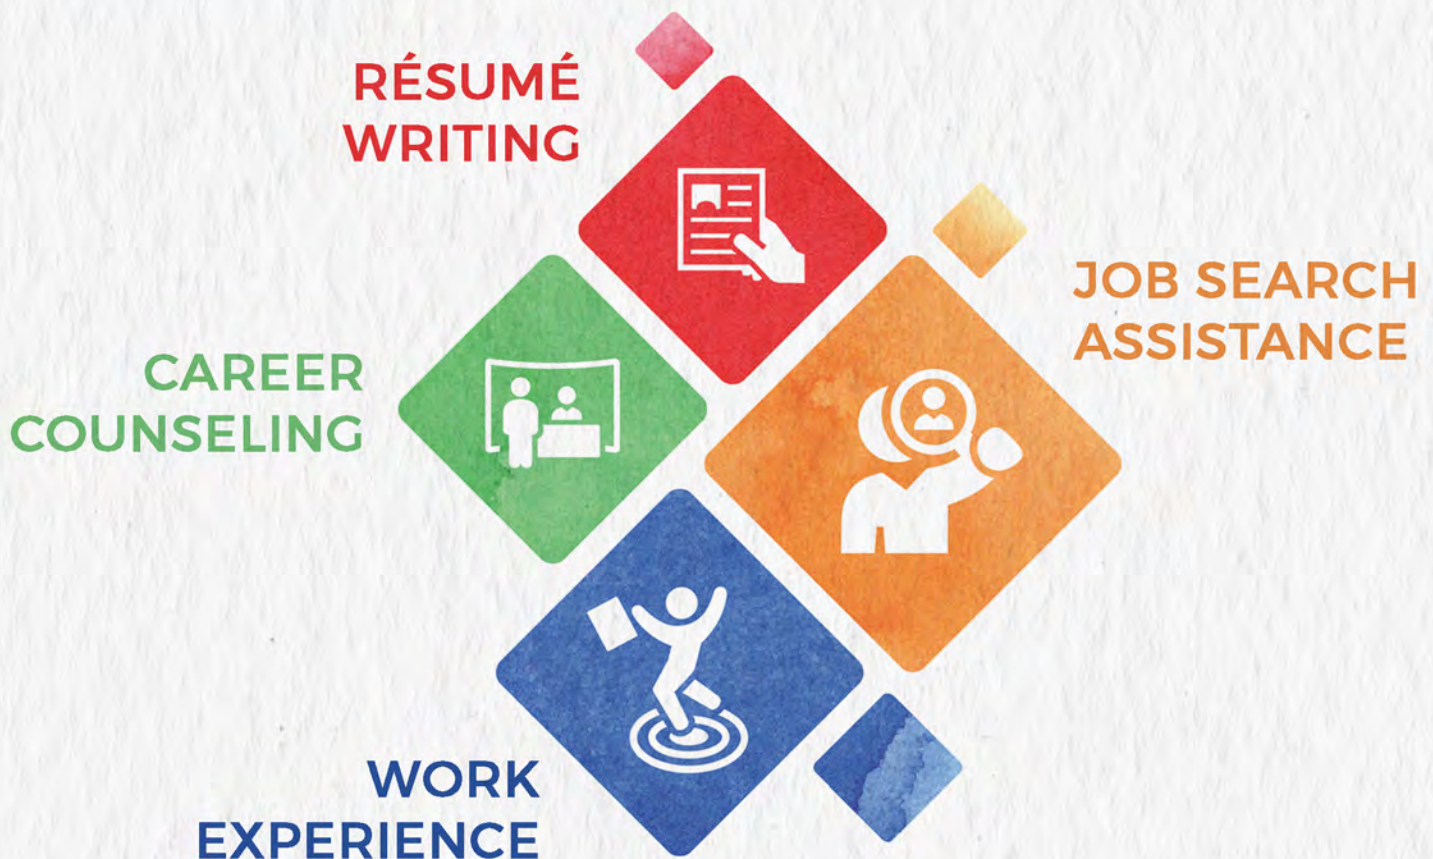 RÉSUMÉ
WRITING
JOB SEARCH
ASSISTANCE
CAREER
COUNSELING
WORK
EXPERIENCE